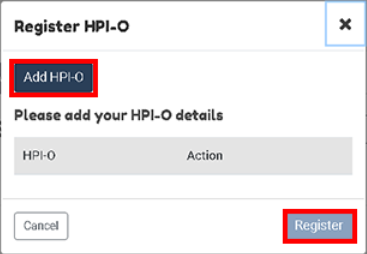 Register HPI-O
×
Add HPI-O
Please add your HPI-O details
HPI-O Action
Cancel Register